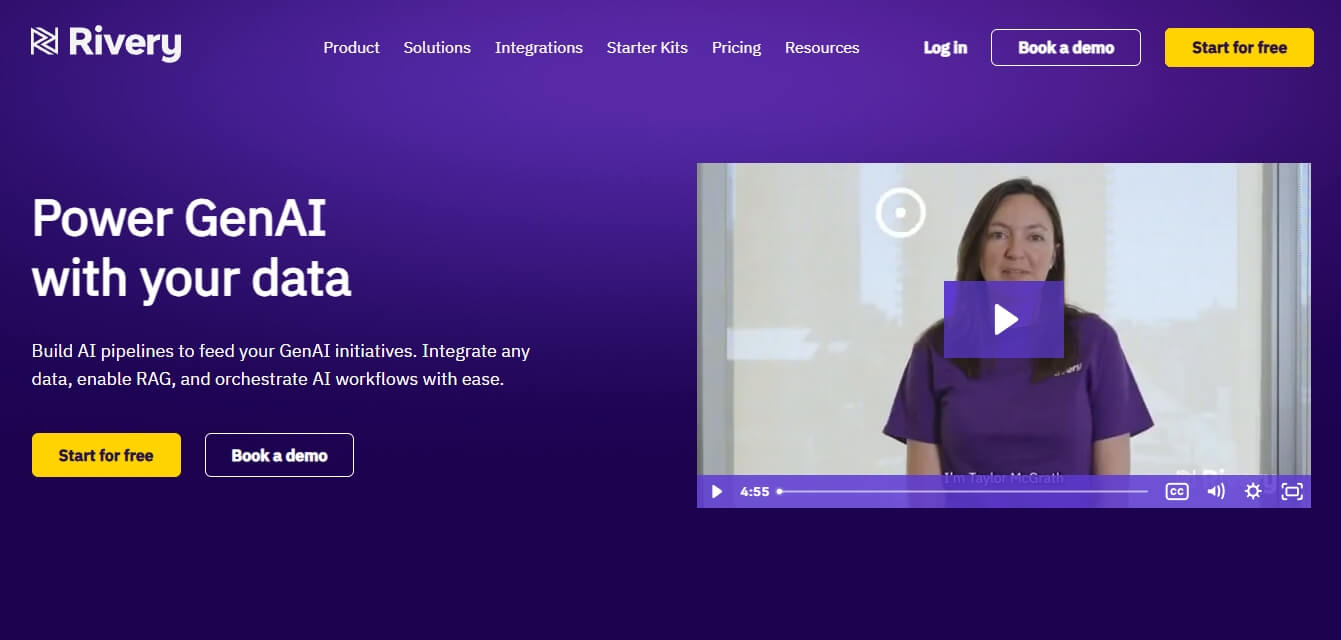 Rivery
Product Solutions Integrations Starter Kits Pricing Resources
Log in
Book a demo
Start for free
Power GenAI
with your data
Build AI pipelines to feed your GenAI initiatives. Integrate any
data, enable RAG, and orchestrate AI workflows with ease.
Start for free
Book a demo
I'm Taylor McGrath
Rivery
4:55
CC